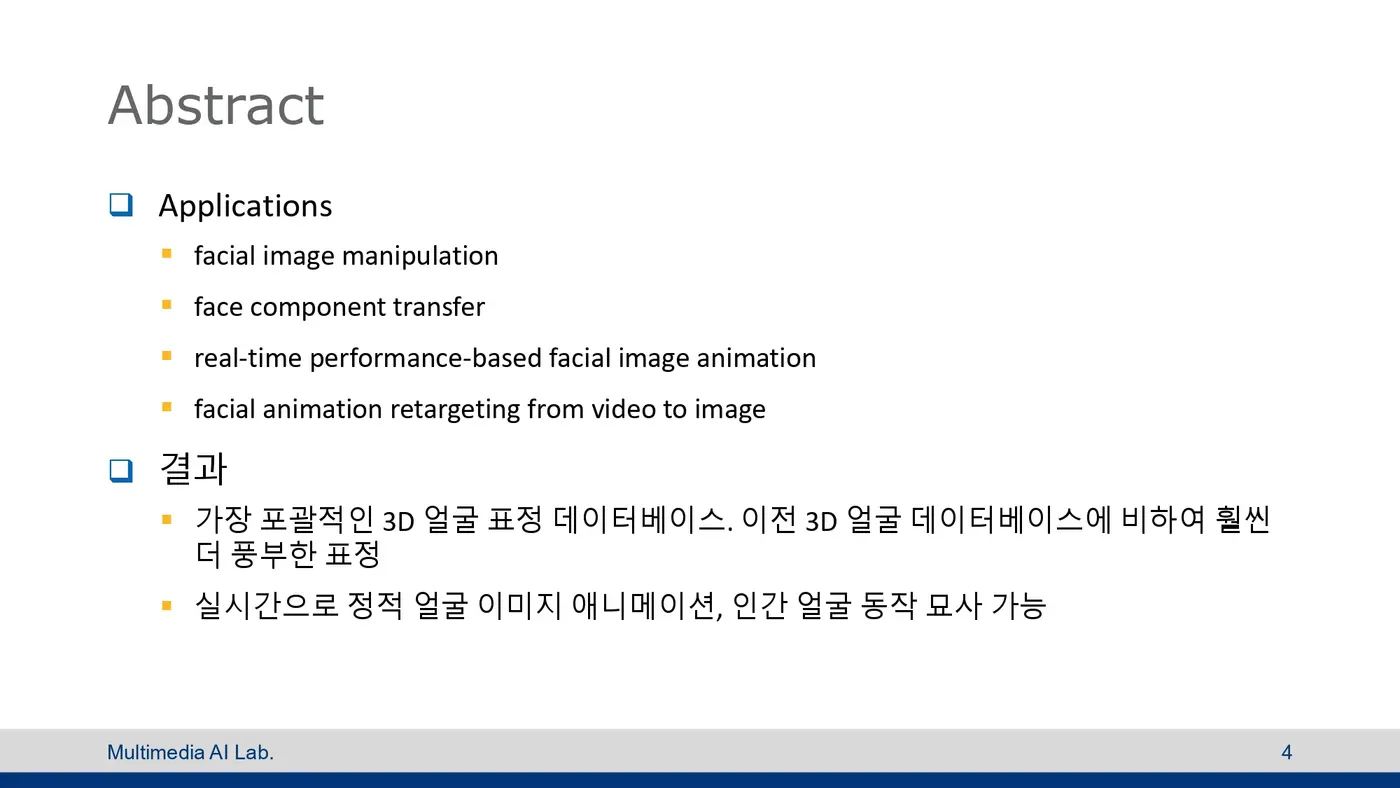 Abstract
Applications
facial image manipulation
face component transfer
real-time performance-based facial image animation
facial animation retargeting from video to image
결과
가장 포괄적인 3D 얼굴 표정 데이터베이스. 이전 3D 얼굴 데이터베이스에 비하여 훨씬
더 풍부한 표정
실시간으로 정적 얼굴 이미지 애니메이션, 인간 얼굴 동작 묘사 가능
Multimedia AI Lab.
4